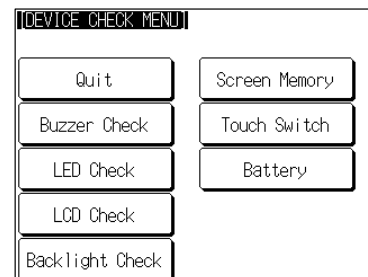 [DEVICE CHECK MENU]
Quit
Screen Memory
Buzzer Check
Touch Switch
LED Check
Battery
LCD Check
Backlight Check